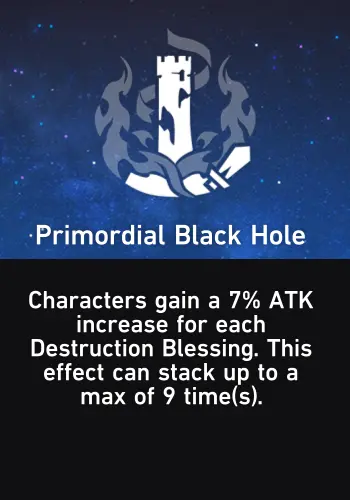 Primordial Black Hole
Characters gain a 7% ATK
increase for each
Destruction Blessing. This
effect can stack up to a
max of 9 time(s).